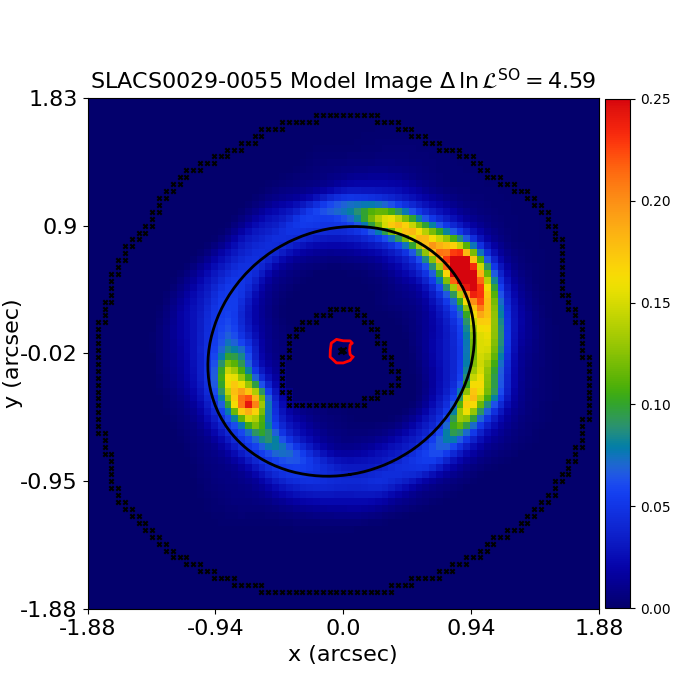 SLACS0029-0055 Model Image Δ ln ℒ^SO = 4.59
1.83
0.9
-0.02
-0.95
-1.88
y (arcsec)
-1.88 -0.94 0.0 0.94 1.88
x (arcsec)
0.25
0.20
0.15
0.10
0.05
0.00